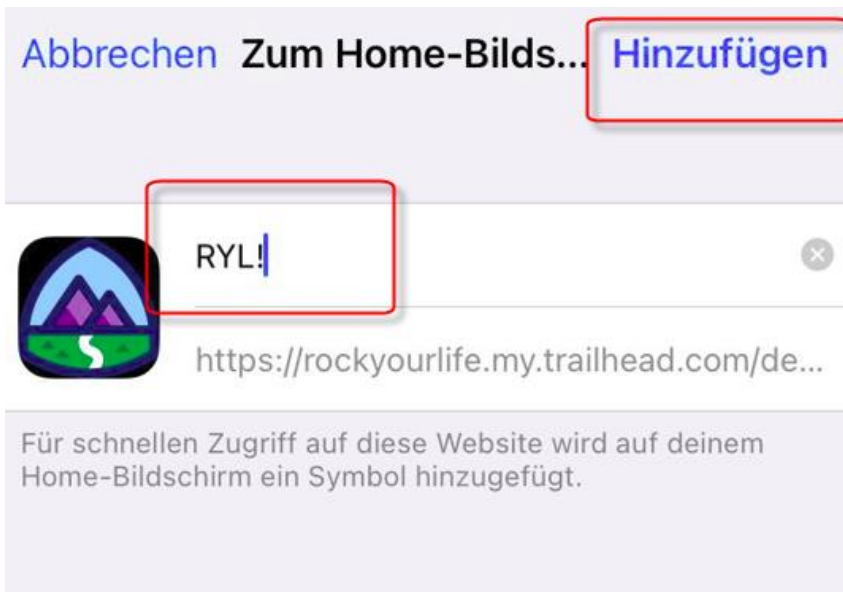 Abbrechen Zum Home-Bilds... Hinzufügen
RYL!
https://rockyourlife.my.trailhead.com/de...
Für schnellen Zugriff auf diese Website wird auf deinem
Home-Bildschirm ein Symbol hinzugefügt.